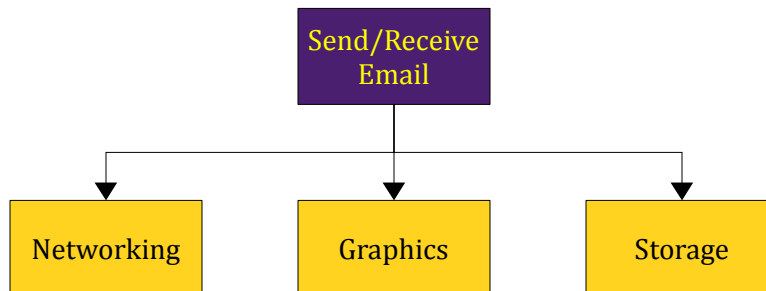 Send/Receive
Email
Networking
Graphics
Storage